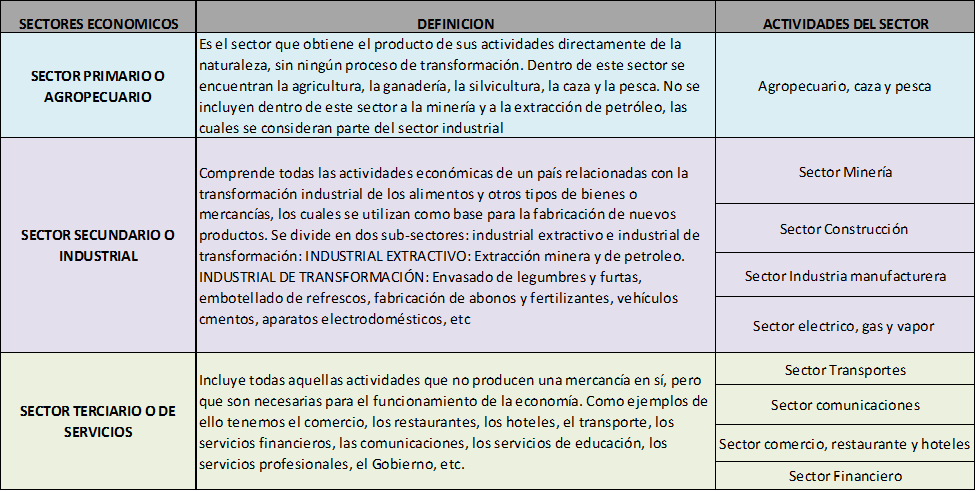 SECTORES ECONOMICOS
DEFINICION
ACTIVIDADES DEL SECTOR
SECTOR PRIMARIO O
AGROPECUARIO
Es el sector que obtiene el producto de sus actividades directamente de la
naturaleza, sin ningún proceso de transformación. Dentro de este sector se
encuentran la agricultura, la ganadería, la silvicultura, la caza y la pesca. No se
incluyen dentro de este sector a la minería y a la extracción de petróleo, las
cuales se consideran parte del sector industrial
Agropecuario, caza y pesca
SECTOR SECUNDARIO O
INDUSTRIAL
Comprende todas las actividades económicas de un país relacionadas con la
transformación industrial de los alimentos y otros tipos de bienes o
mercancías, los cuales se utilizan como base para la fabricación de nuevos
productos. Se divide en dos sub-sectores: industrial extractivo e industrial de
transformación: INDUSTRIAL EXTRACTIVO: Extracción minera y de petroleo.
INDUSTRIAL DE TRANSFORMACIÓN: Envasado de legumbres y furtas,
embotellado de refrescos, fabricación de abonos y fertilizantes, vehículos
cmentos, aparatos electrodomésticos, etc
Sector Minería
Sector Construcción
Sector Industria manufacturera
Sector electrico, gas y vapor
SECTOR TERCIARIO O DE
SERVICIOS
Incluye todas aquellas actividades que no producen una mercancía en sí, pero
que son necesarias para el funcionamiento de la economía. Como ejemplos de
ello tenemos el comercio, los restaurantes, los hoteles, el transporte, los
servicios financieros, las comunicaciones, los servicios de educación, los
servicios profesionales, el Gobierno, etc.
Sector Transportes
Sector comunicaciones
Sector comercio, restaurante y hoteles
Sector Financiero